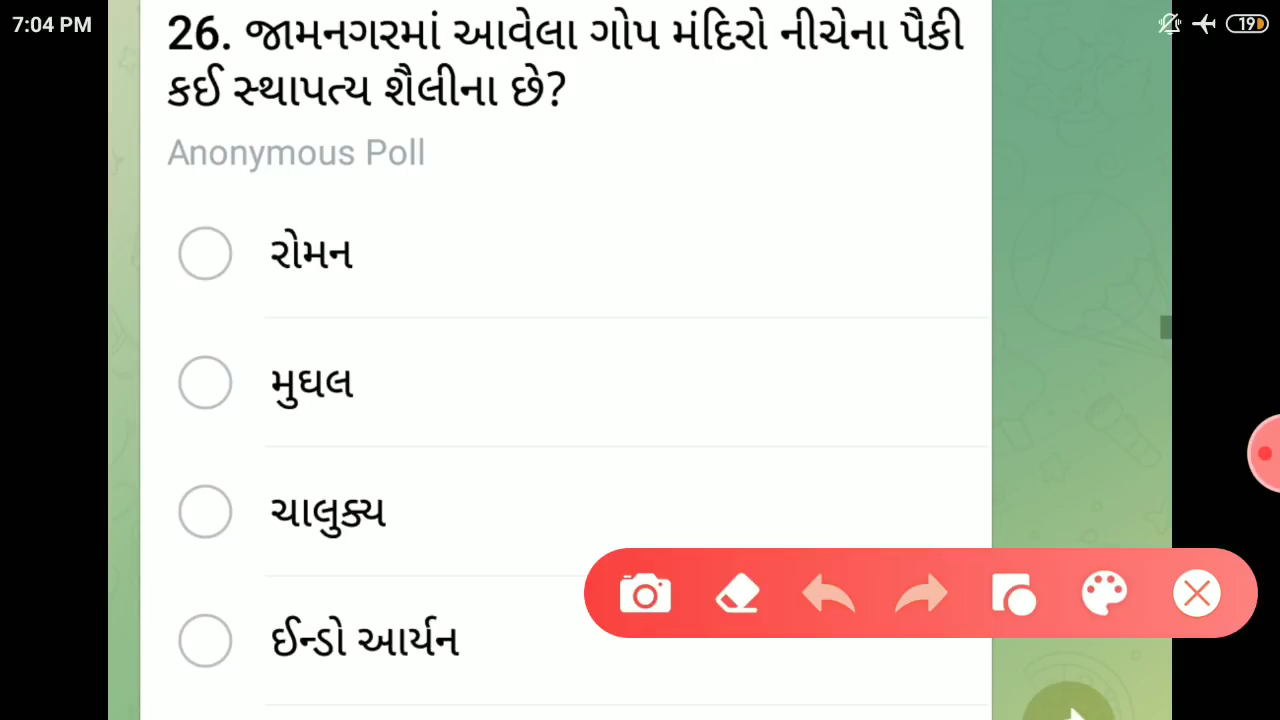 7:04 PM
19
26. જામનગરમાં આવેલા ગોપ મંદિરો નીચેના પૈકી
કઈ સ્થાપત્ય શૈલીના છે?
Anonymous Poll
રોમન
મુઘલ
ચાલુક્ય
ઈન્ડો આર્યન